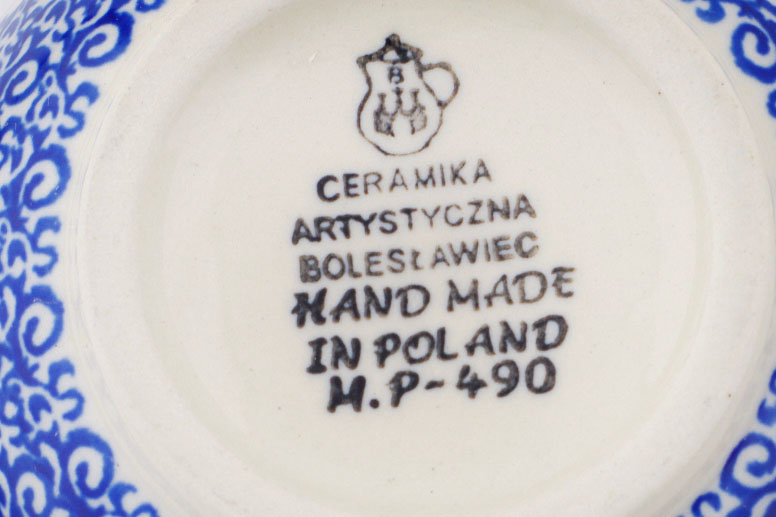 B
CERAMIKA
ARTYSTYCZNA
BOLESŁAWIEC
HAND MADE
IN POLAND
M.P-490